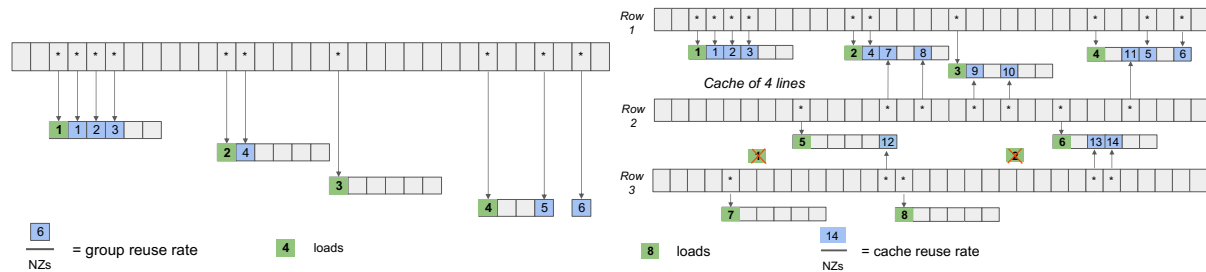 * * * * * * * * * *
1 1 2 3
2 4
3
4 5 6
6
NZs
= group reuse rate
4 loads
Row
1
* * * * * * * * * *
1 1 2 3
2 4 7 8
4 11 5 6
3 9 10
Cache of 4 lines
Row
2
* * * * * * *
5 12
6 13 14
1 2
Row
3
* * * * *
7 8
8 loads
14
NZs
= cache reuse rate